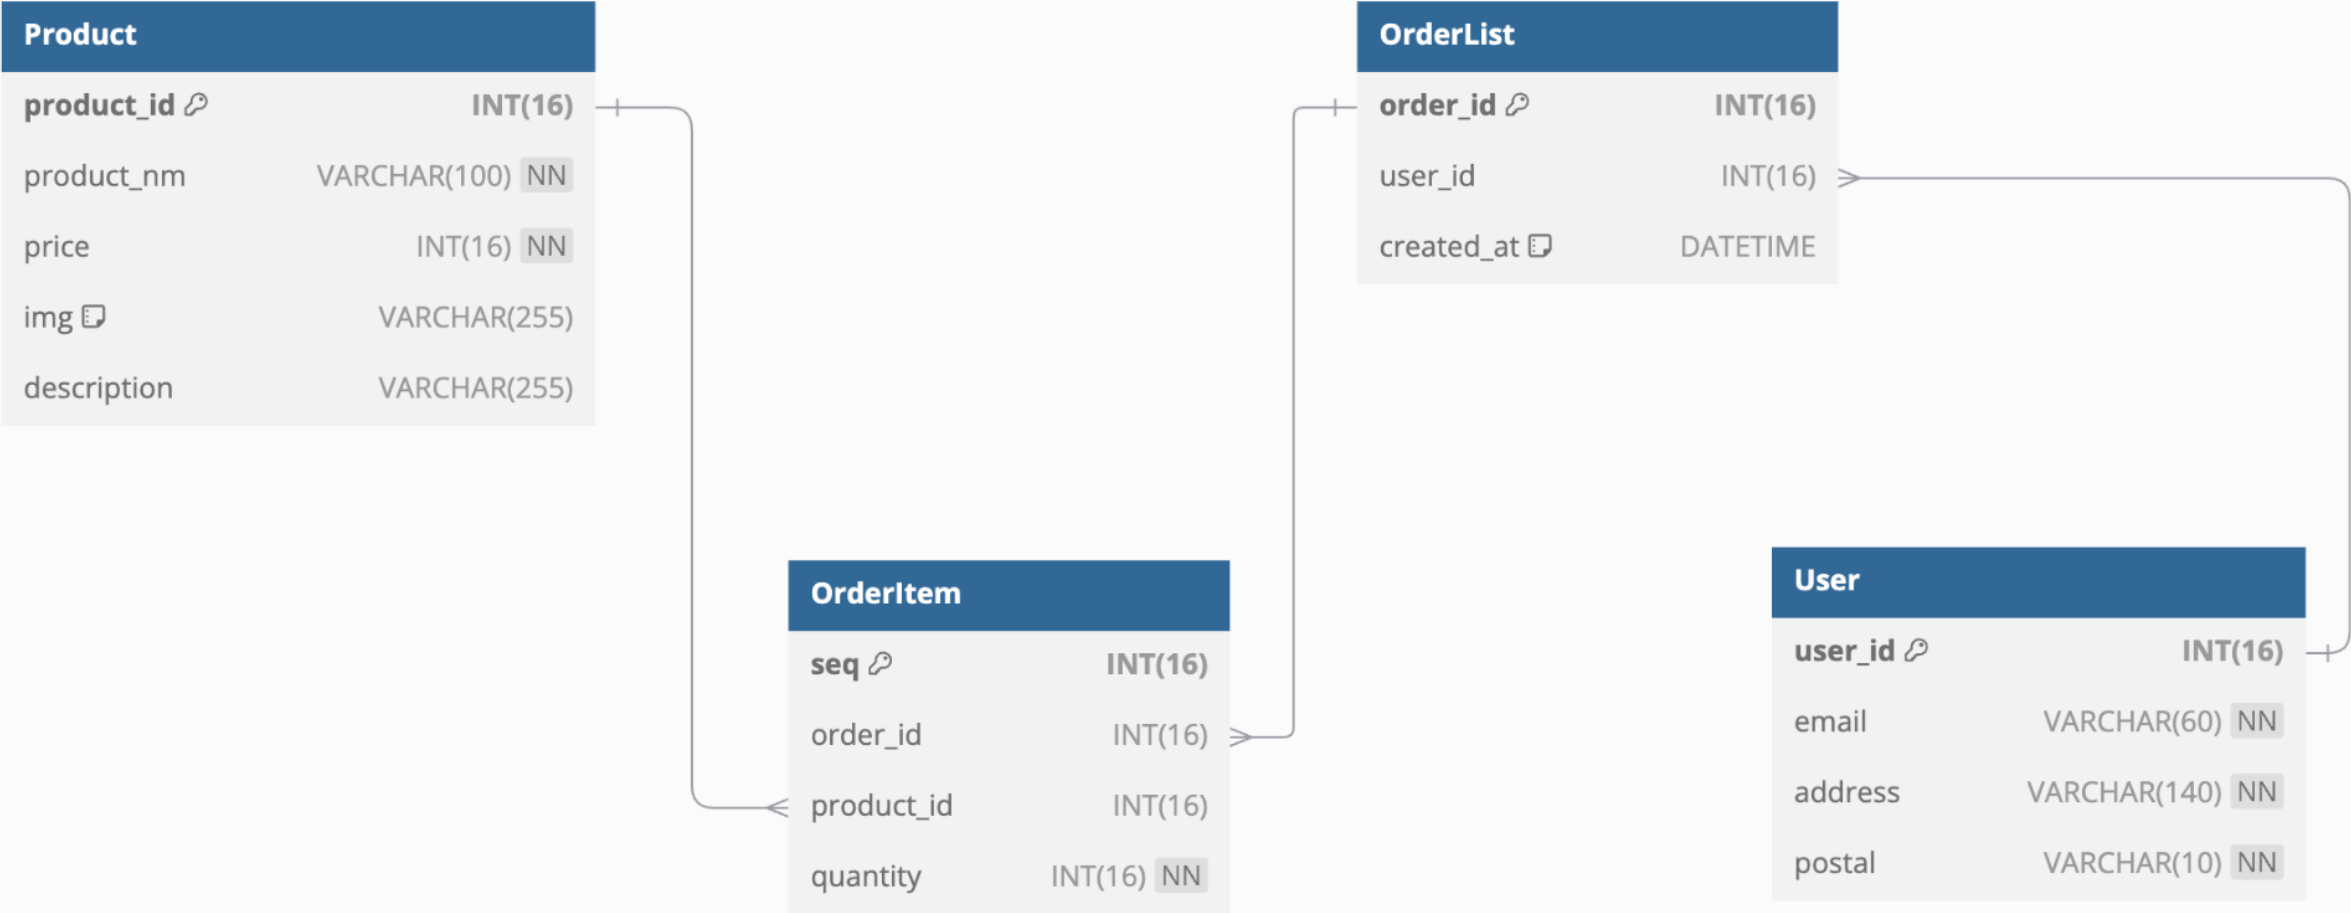 Product
product_id INT(16)
product_nm VARCHAR(100) NN
price INT(16) NN
img VARCHAR(255)
description VARCHAR(255)
OrderList
order_id INT(16)
user_id INT(16)
created_at DATETIME
OrderItem
seq INT(16)
order_id INT(16)
product_id INT(16)
quantity INT(16) NN
User
user_id INT(16)
email VARCHAR(60) NN
address VARCHAR(140) NN
postal VARCHAR(10) NN